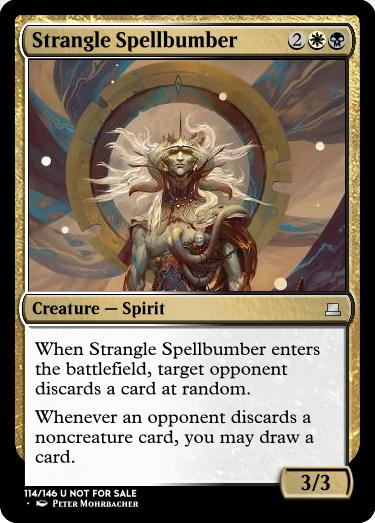 Strangle Spellbumber 2
Creature — Spirit
When Strangle Spellbumber enters
the battlefield, target opponent
discards a card at random.
Whenever an opponent discards a
noncreature card, you may draw a
card.
3/3
114/146 U NOT FOR SALE
Peter Mohrbacher